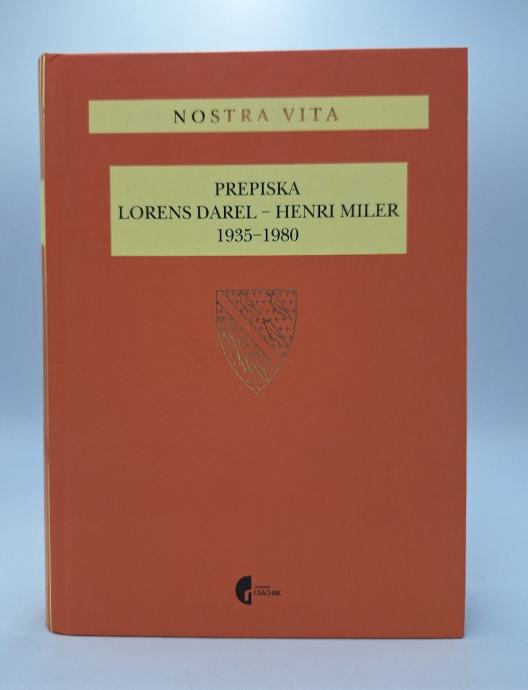 NOSTRA VITA
PREPISKA
LORENS DAREL – HENRI MILER
1935–1980
ГЛАСНИК